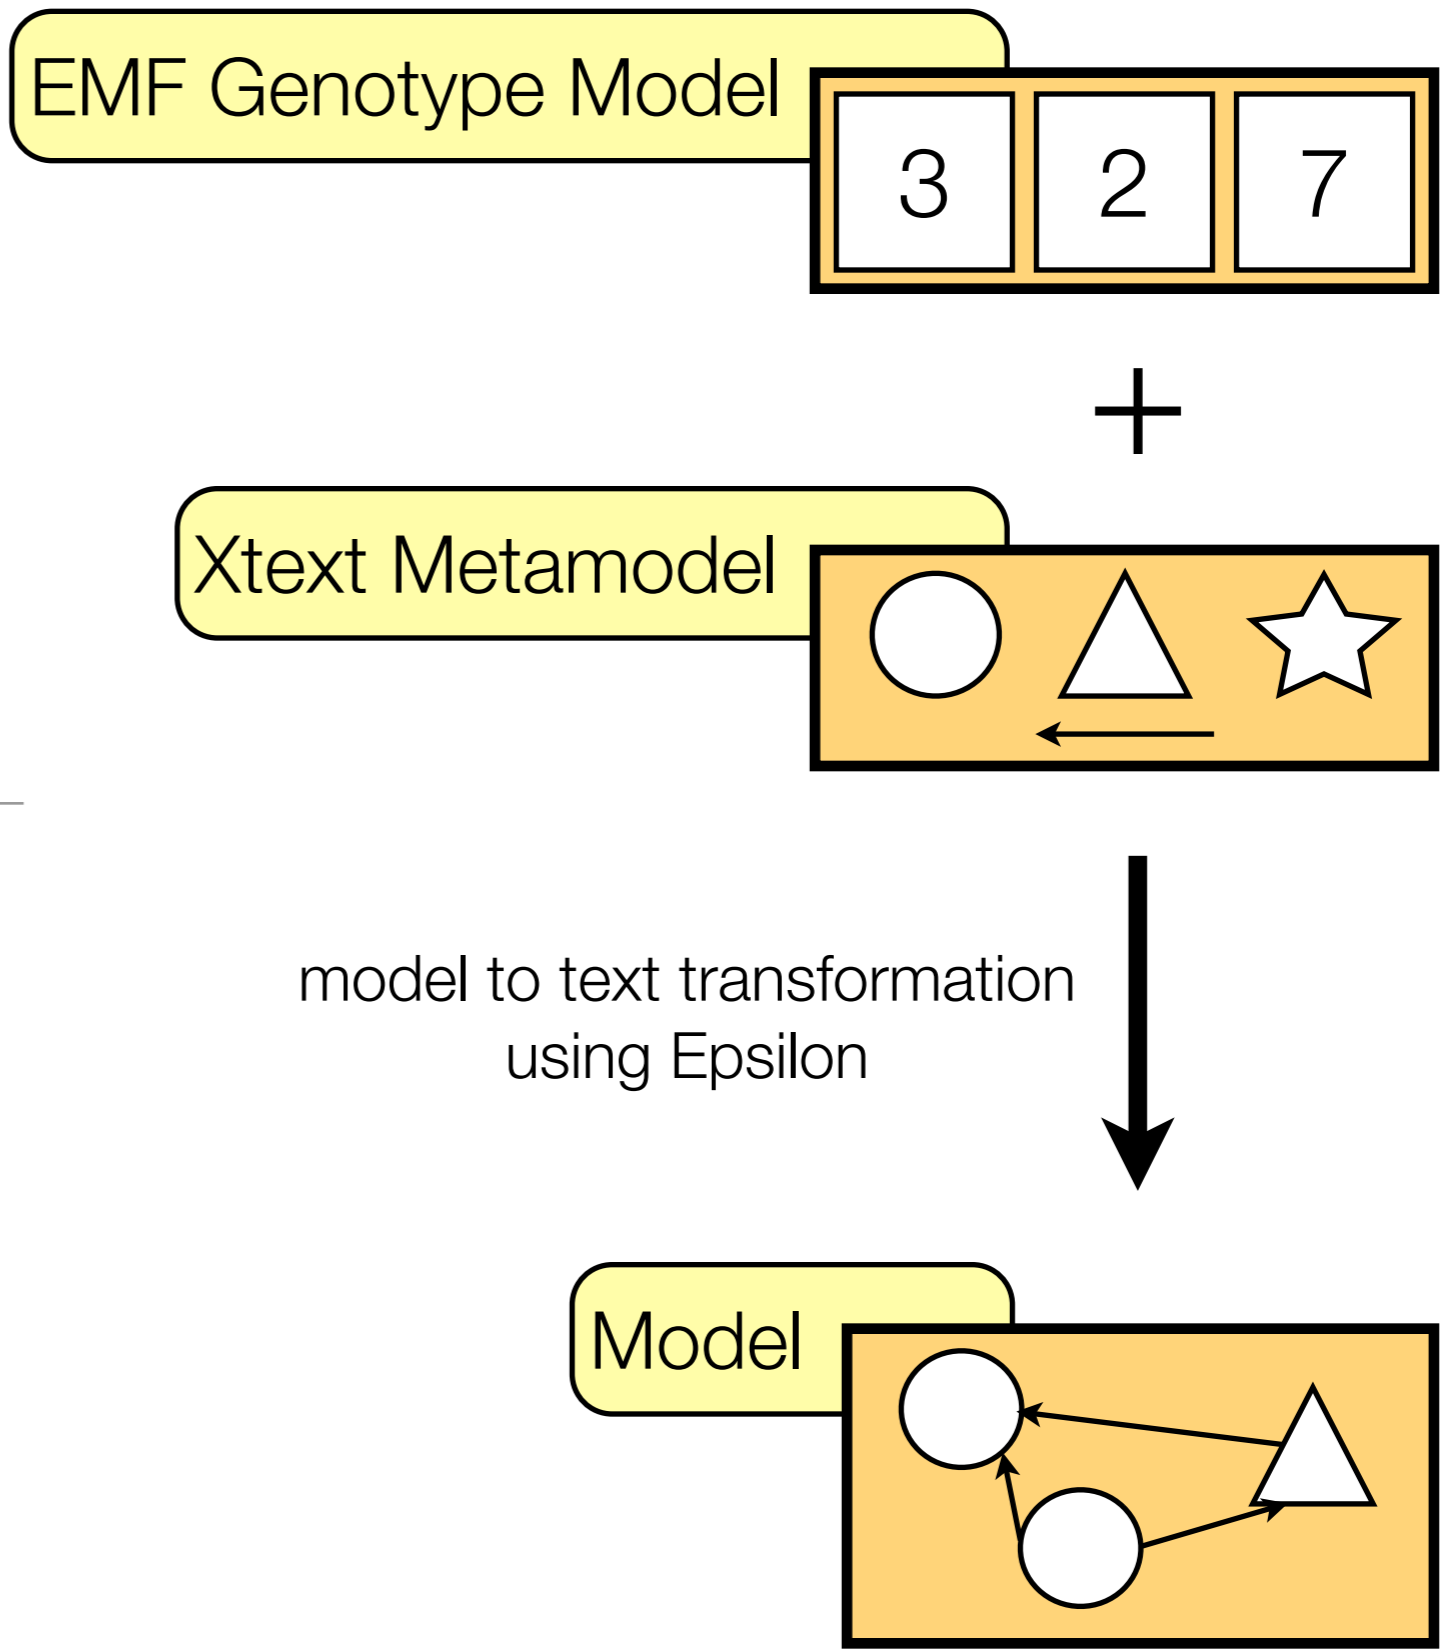 EMF Genotype Model
3 2 7
+
Xtext Metamodel
model to text transformation
using Epsilon
Model